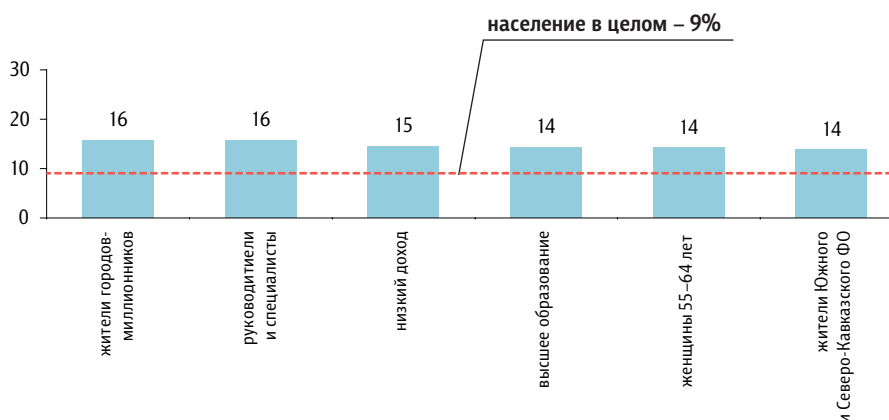 население в целом – 9%
30
20
10
0
16
16
15
14
14
14
жители городов-
миллионников
руководитиели
и специалисты
низкий доход
высшее образование
женщины 55–64 лет
жители Южного
и Северо-Кавказского ФО